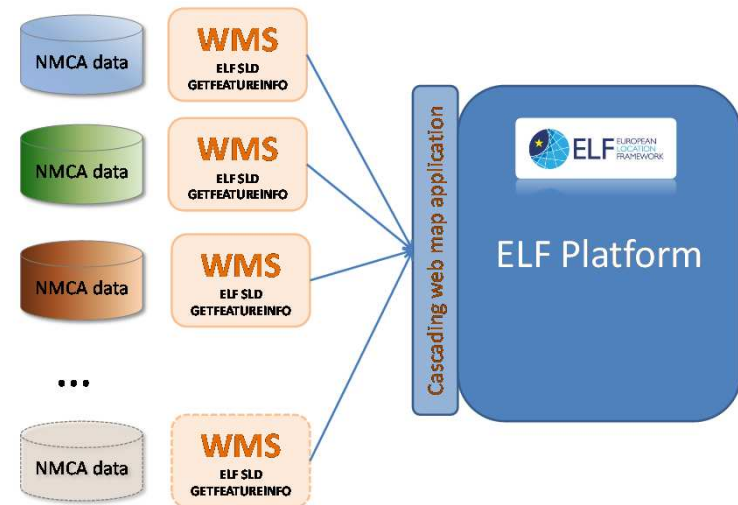 NMCA data
WMS
ELF SLD
GETFEATUREINFO
NMCA data
WMS
ELF SLD
GETFEATUREINFO
NMCA data
WMS
ELF SLD
GETFEATUREINFO
...
NMCA data
WMS
ELF SLD
GETFEATUREINFO
Cascading web map application
ELF
EUROPEAN
LOCATION
FRAMEWORK
ELF Platform